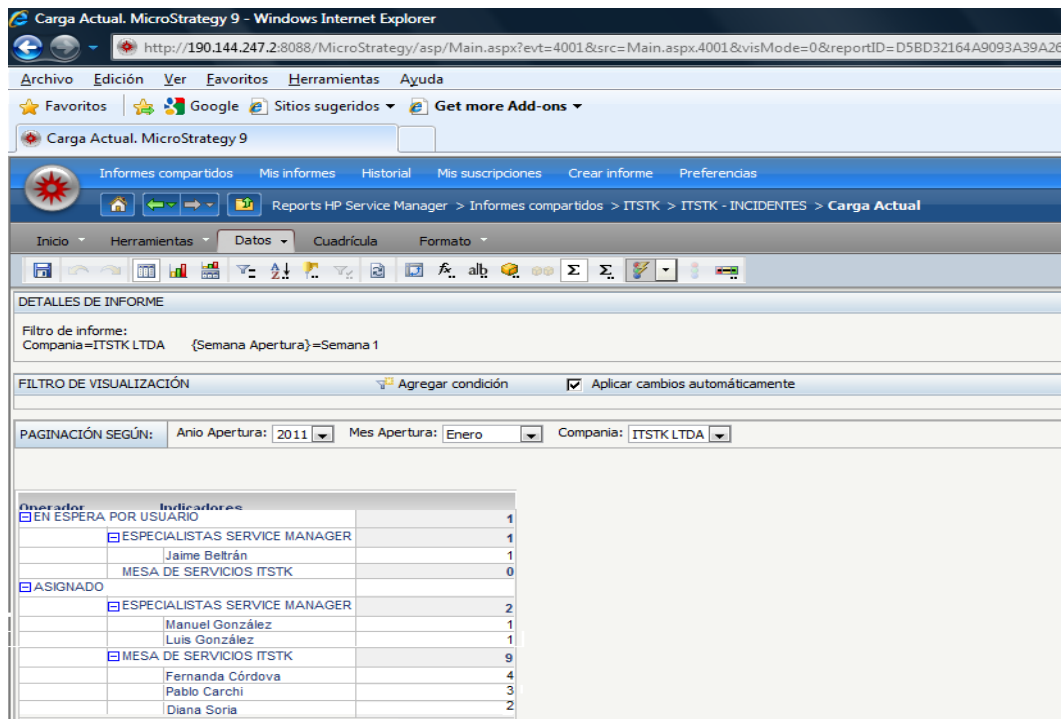 Carga Actual. MicroStrategy 9 - Windows Internet Explorer
http://190.144.247.2:8088/MicroStrategy/asp/Main.aspx?evt=4001&src=Main.aspx.4001&visMode=0&reportID=D5BD32164A9093A39A26
Archivo Edición Ver Favoritos Herramientas Ayuda
Favoritos Google Sitios sugeridos Get more Add-ons
Carga Actual. MicroStrategy 9
Informes compartidos Mis informes Historial Mis suscripciones Crear informe Preferencias
Reports HP Service Manager > Informes compartidos > ITSTK > ITSTK - INCIDENTES > Carga Actual
Inicio Herramientas Datos Cuadrícula Formato
DETALLES DE INFORME
Filtro de informe:
Compania=ITSTK LTDA {Semana Apertura}=Semana 1
FILTRO DE VISUALIZACIÓN Agregar condición Aplicar cambios automáticamente
PAGINACIÓN SEGÚN: Anio Apertura: 2011 Mes Apertura: Enero Compania: ITSTK LTDA
Operador Indicadores
EN ESPERA POR USUARIO 1
ESPECIALISTAS SERVICE MANAGER 1
Jaime Beltrán 1
MESA DE SERVICIOS ITSTK 0
ASIGNADO
ESPECIALISTAS SERVICE MANAGER 2
Manuel González 1
Luis González 1
MESA DE SERVICIOS ITSTK 9
Fernanda Córdova 4
Pablo Carchi 3
Diana Soria 2